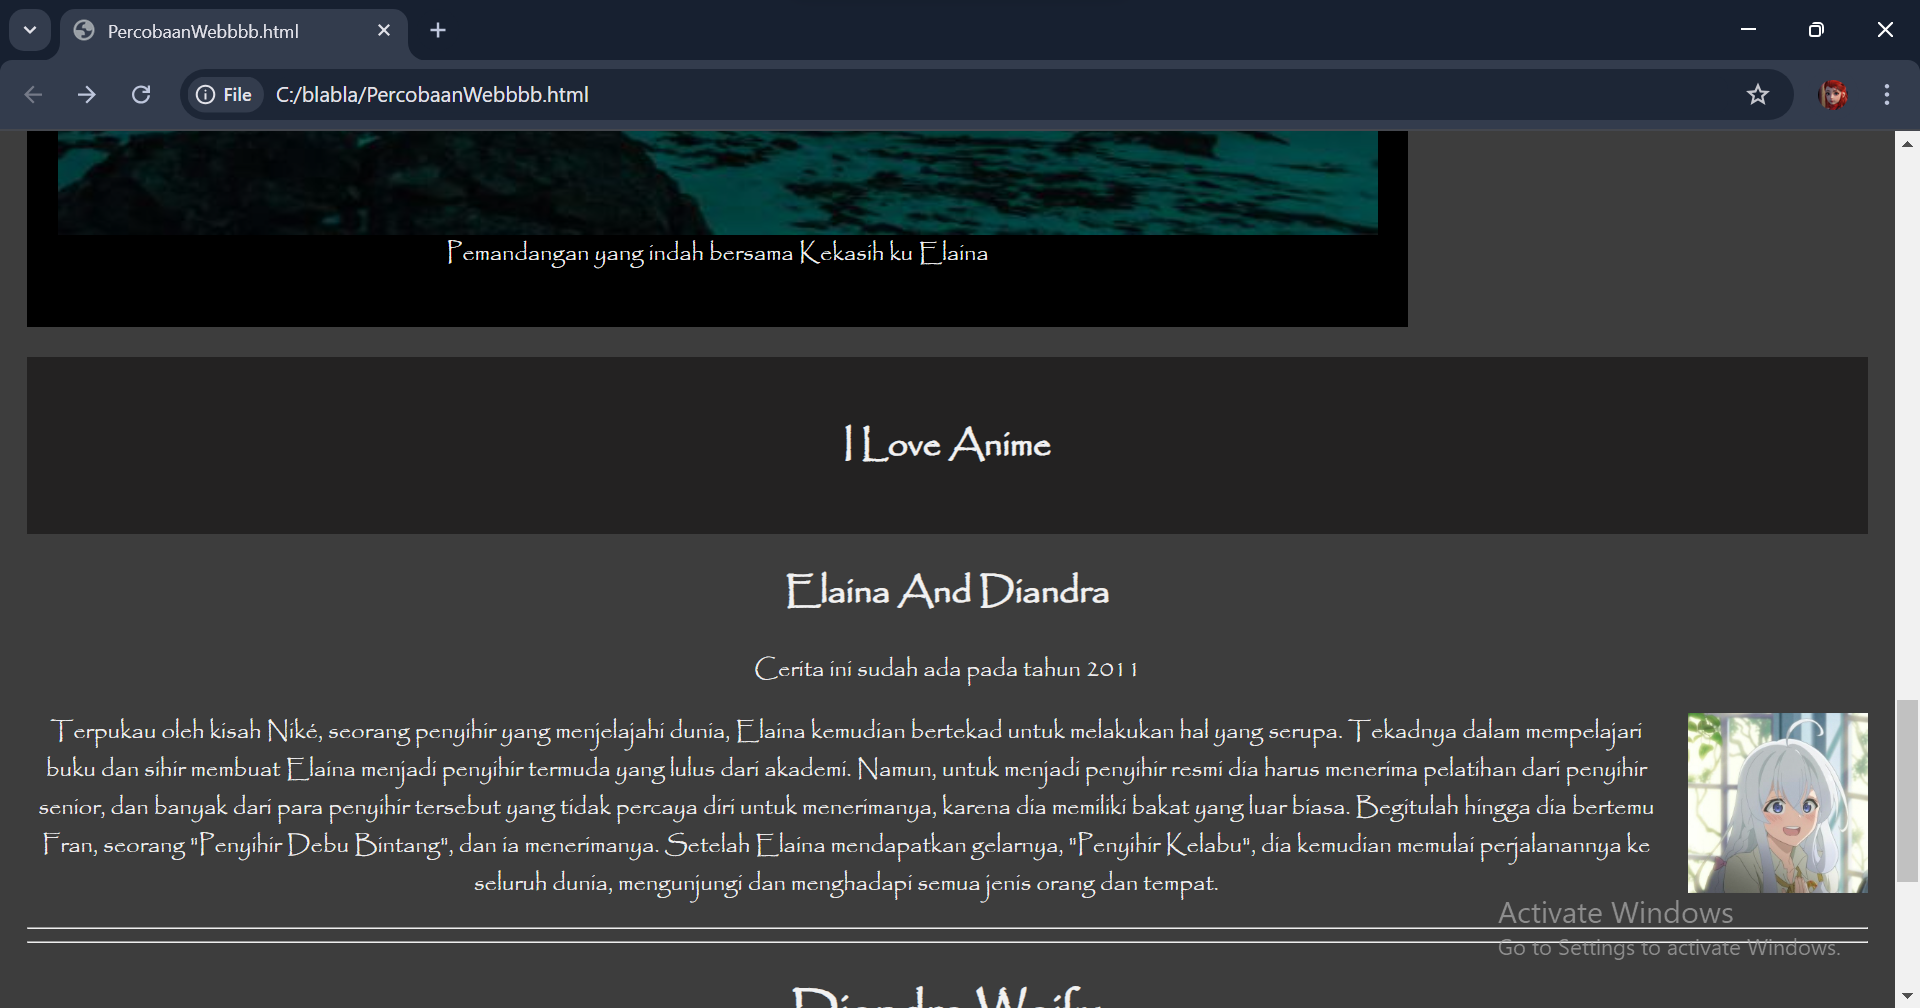 PercobaanWebbbb.html
File C:/blabla/PercobaanWebbbb.html
Pemandangan yang indah bersama Kekasih ku Elaina
I Love Anime
Elaina And Diandra
Cerita ini sudah ada pada tahun 2011
Terpukau oleh kisah Niké, seorang penyihir yang menjelajahi dunia, Elaina kemudian bertekad untuk melakukan hal yang serupa. Tekadnya dalam mempelajari
buku dan sihir membuat Elaina menjadi penyihir termuda yang lulus dari akademi. Namun, untuk menjadi penyihir resmi dia harus menerima pelatihan dari penyihir
senior, dan banyak dari para penyihir tersebut yang tidak percaya diri untuk menerimanya, karena dia memiliki bakat yang luar biasa. Begitulah hingga dia bertemu
Fran, seorang "Penyihir Debu Bintang", dan ia menerimanya. Setelah Elaina mendapatkan gelarnya, "Penyihir Kelabu", dia kemudian memulai perjalanannya ke
seluruh dunia, mengunjungi dan menghadapi semua jenis orang dan tempat.
Activate Windows
Go to Settings to activate Windows.
Diandra Waifu